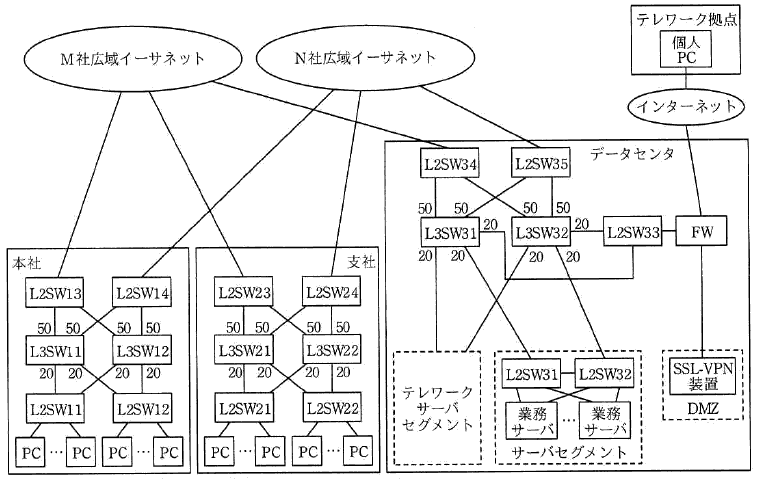 テレワーク拠点
個人
PC
M社広域イーサネット
N社広域イーサネット
インターネット
データセンタ
L2SW34
L2SW35
50
50
50
50
20
20
L3SW31
L3SW32
L2SW33
FW
20
20
20
20
本社
支社
L2SW13
L2SW14
L2SW23
L2SW24
50
50
50
50
50
50
50
50
L3SW11
L3SW12
L3SW21
L3SW22
20
20
20
20
20
20
20
20
L2SW11
L2SW12
L2SW21
L2SW22
PC
…
PC
PC
…
PC
PC
…
PC
PC
…
PC
テレワーク
サーバ
セグメント
L2SW31
L2SW32
業務
サーバ
…
業務
サーバ
サーバセグメント
SSL-VPN
装置
DMZ